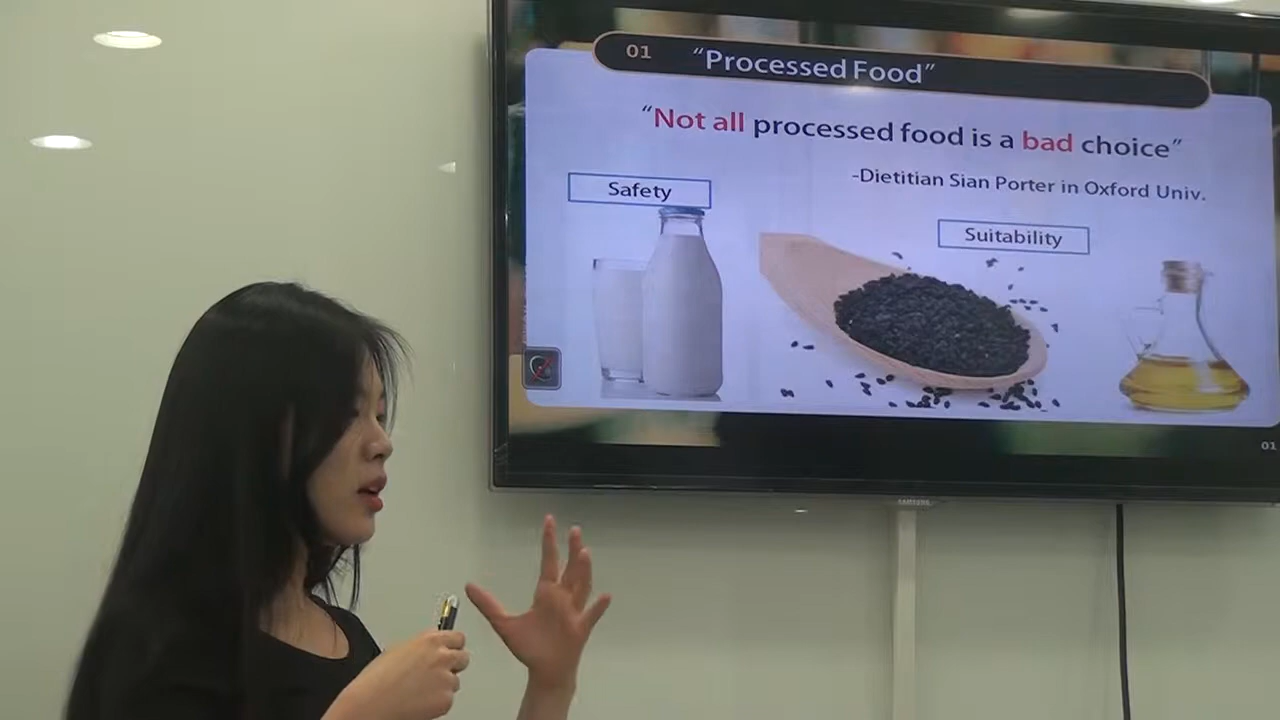 01 “Processed Food”
“Not all processed food is a bad choice”
-Dietitian Sian Porter in Oxford Univ.
Safety
Suitability
01
SAMSUNG